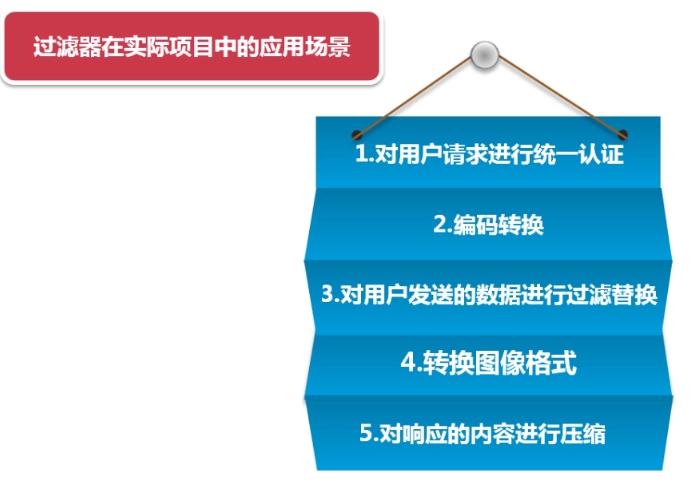 过滤器在实际项目中的应用场景
1.对用户请求进行统一认证
2.编码转换
3.对用户发送的数据进行过滤替换
4.转换图像格式
5.对响应的内容进行压缩